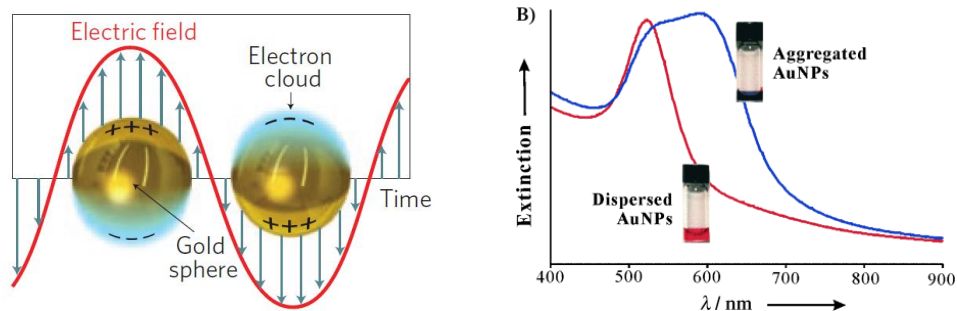 Electric field
Electron
cloud
+++
− − −
− − −
+++
Time
Gold
sphere
B)
Aggregated
AuNPs
Dispersed
AuNPs
Extinction
400 500 600 700 800 900
λ / nm